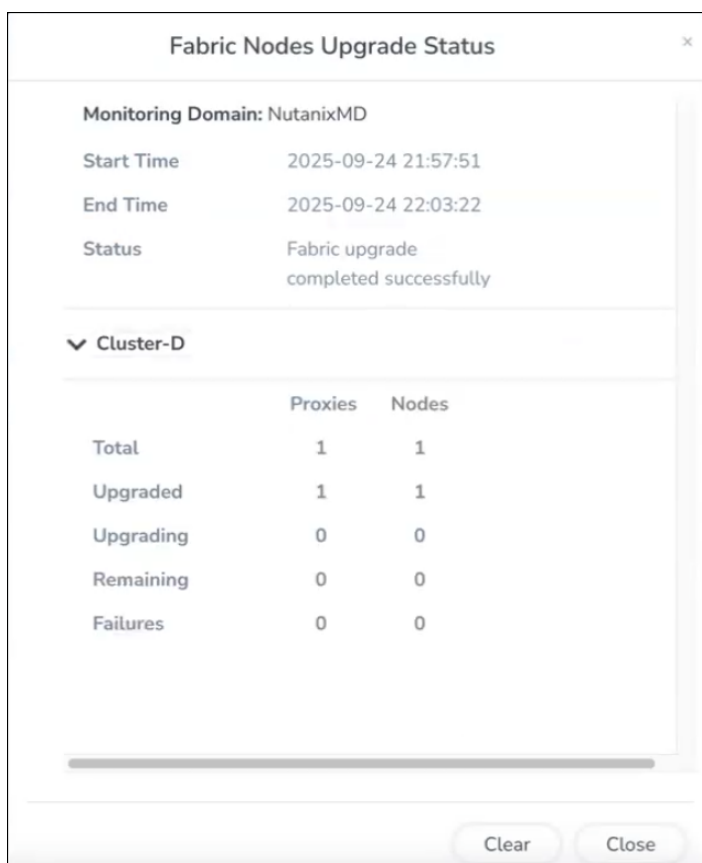 Fabric Nodes Upgrade Status ×
Monitoring Domain: NutanixMD
Start Time 2025-09-24 21:57:51
End Time 2025-09-24 22:03:22
Status Fabric upgrade
completed successfully
Cluster-D
Proxies Nodes
Total 1 1
Upgraded 1 1
Upgrading 0 0
Remaining 0 0
Failures 0 0
Clear Close